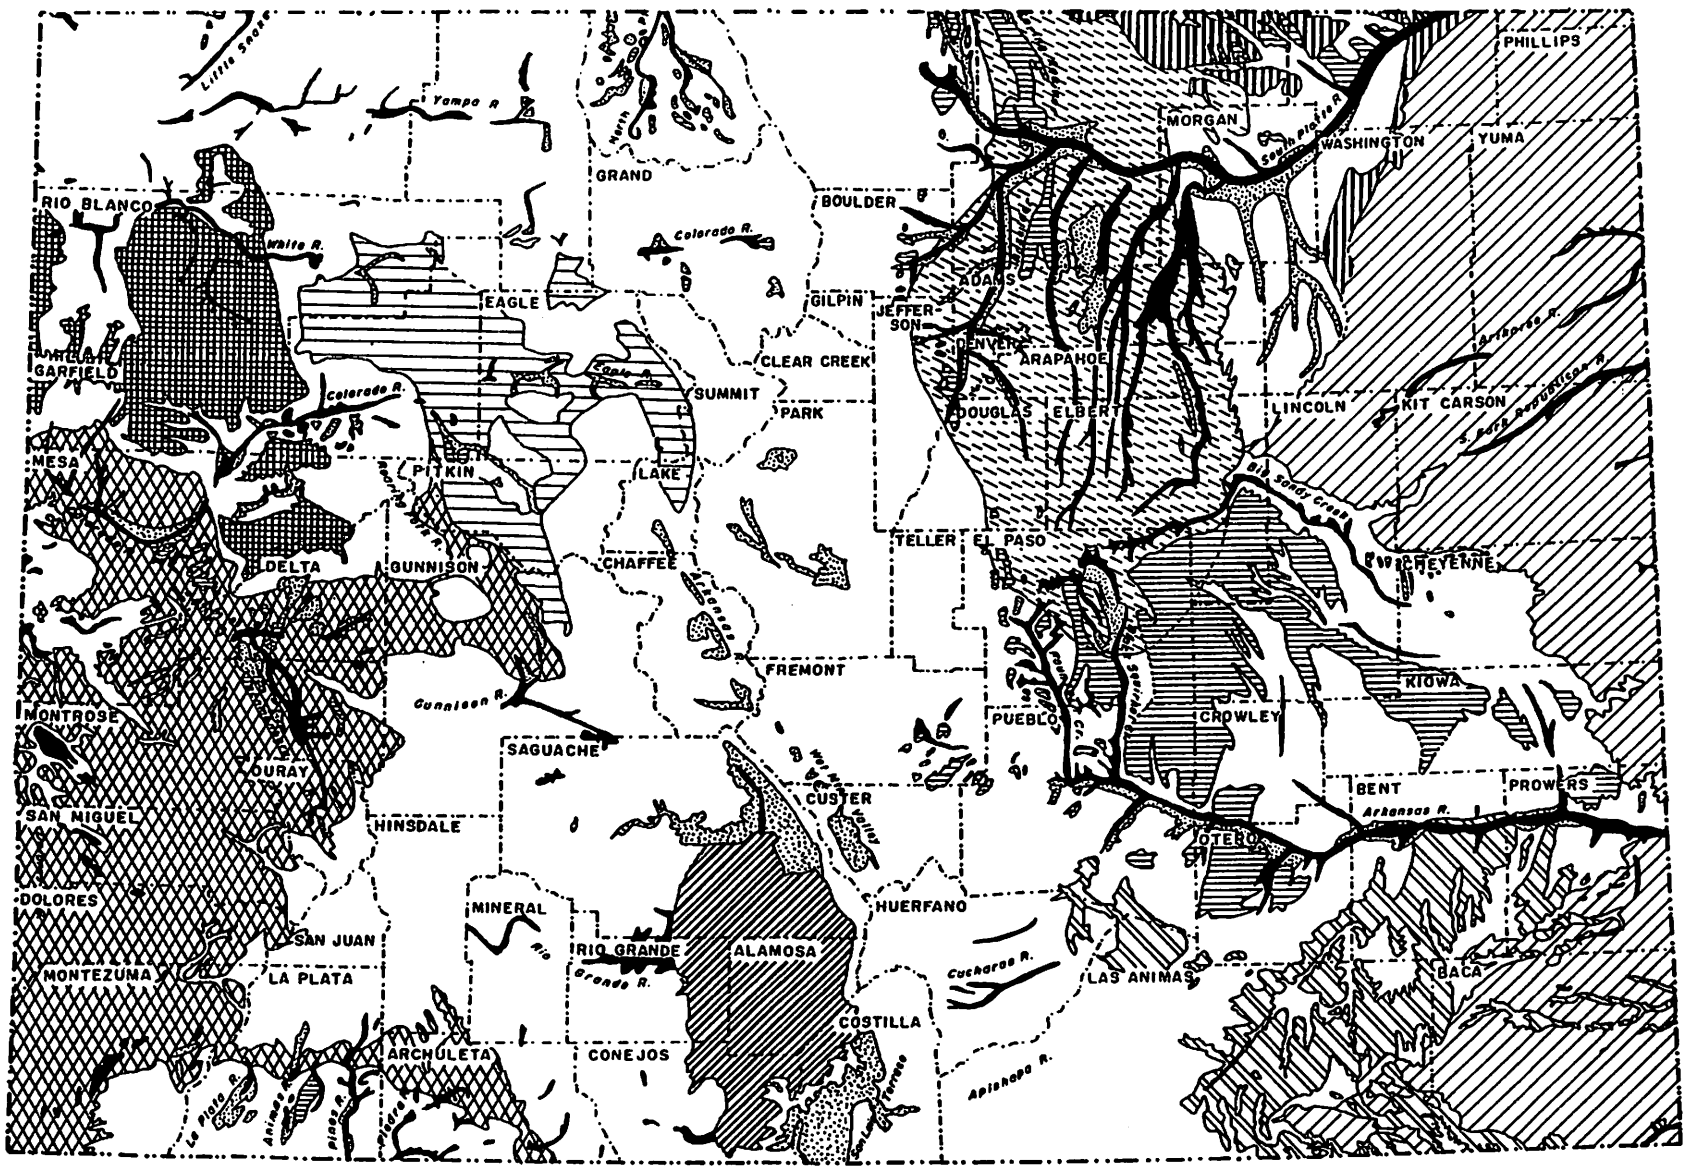 Little Snake
PHILLIPS
Yampa R
North
MORGAN
South Platte R.
WASHINGTON
YUMA
GRAND
RIO BLANCO
BOULDER
White R.
Colorado R.
ADAMS
EAGLE
GILPIN
JEFFER-
SON
Arikaree R.
DENVER
ARAPAHOE
CLEAR CREEK
GARFIELD
Eagle R.
S. Fork Republican R.
Colorado R.
SUMMIT
PARK
DOUGLAS
ELBERT
LINCOLN
KIT CARSON
MESA
PITKIN
LAKE
Roaring Fork R.
Big Sandy Creek
TELLER
EL PASO
DELTA
GUNNISON
CHAFFEE
CHEYENNE
Arkansas
FREMONT
Gunnison R.
KIOWA
MONTROSE
PUEBLO
CROWLEY
SAGUACHE
OURAY
Wet Mtn
Valley
CUSTER
BENT
PROWERS
Arkansas R.
SAN MIGUEL
HINSDALE
OTERO
DOLORES
MINERAL
HUERFANO
SAN JUAN
Rio
Grande R.
RIO GRANDE
ALAMOSA
MONTEZUMA
LA PLATA
Cucharas R.
LAS ANIMAS
BACA
COSTILLA
ARCHULETA
CONEJOS
Apishapa R.
La Plata R.
Animas R.
Pinos R.
Piedra R.